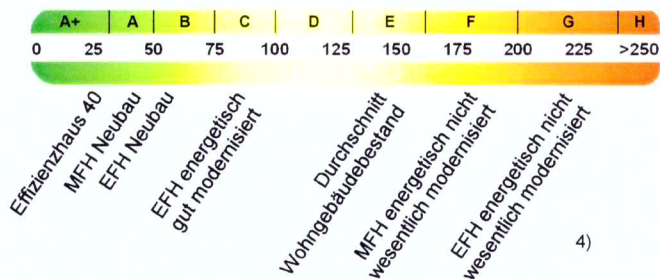 A+ A B C D E F G H
0 25 50 75 100 125 150 175 200 225 >250
Effizienzhaus 40
MFH Neubau
EFH Neubau
EFH energetisch
gut modernisiert
Durchschnitt
Wohngebäudebestand
MFH energetisch nicht
wesentlich modernisiert
EFH energetisch nicht
wesentlich modernisiert
4)